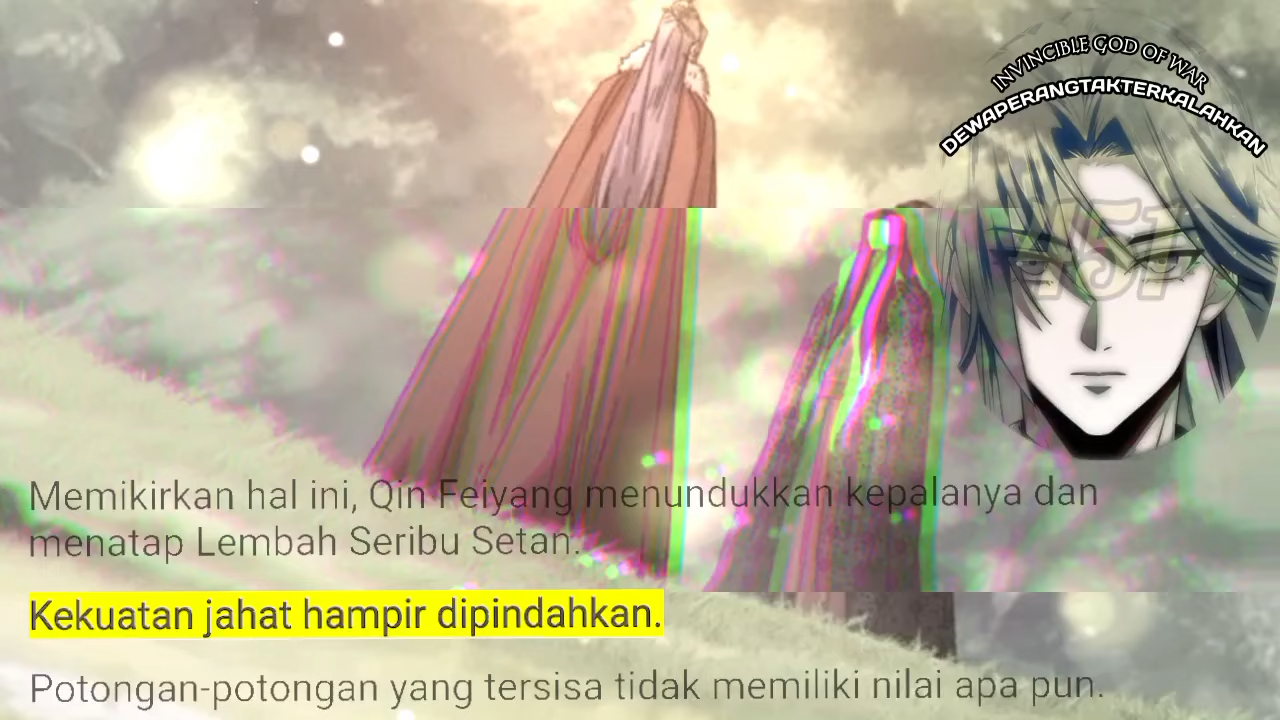 INVINCIBLE GOD OF WAR
DEWAPERANGTAKTERKALAHKAN
Memikirkan hal ini, Qin Feiyang menundukkan kepalanya dan
menatap Lembah Seribu Setan.
Kekuatan jahat hampir dipindahkan.
Potongan-potongan yang tersisa tidak memiliki nilai apa pun.